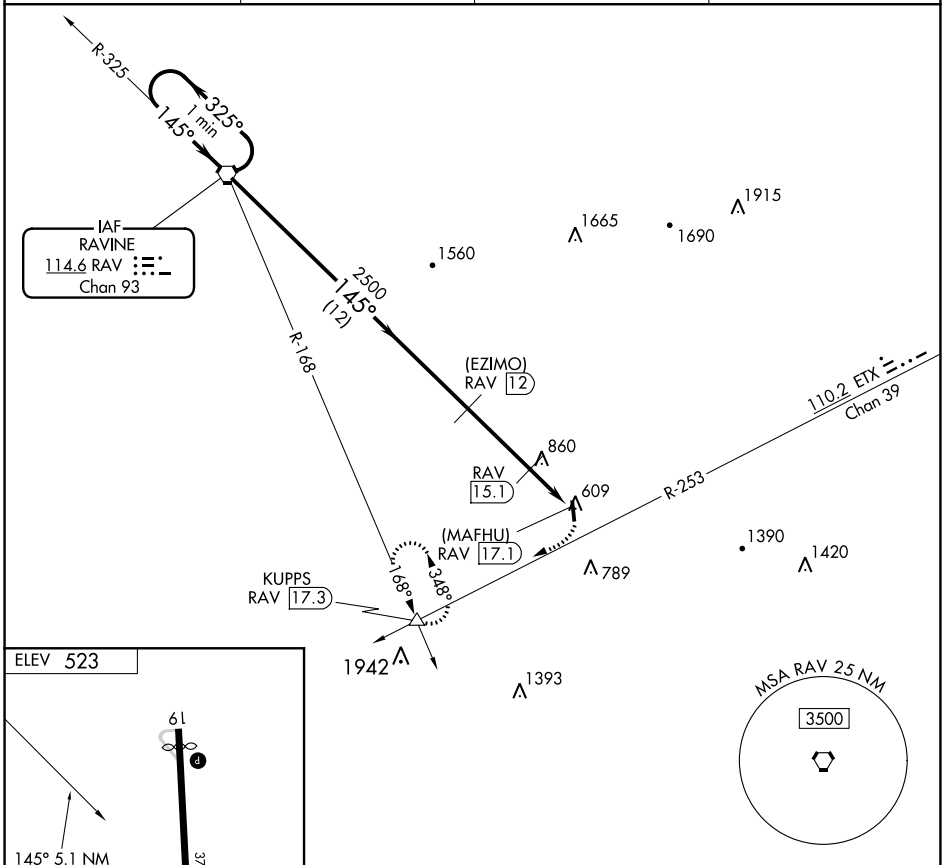 R-325
1 min
325°
145°
IAF
RAVINE
114.6 RAV
Chan 93
1560
1665
1690
1915
2500
145°
(12)
R-168
(EZIMO)
RAV 12
110.2 ETX
Chan 39
860
RAV
15.1
R-253
609
(MAFHU)
RAV 17.1
1390
1420
789
168°
348°
KUPPS
RAV 17.3
1942
1393
ELEV 523
MSA RAV 25 NM
3500
19
P
37
145° 5.1 NM